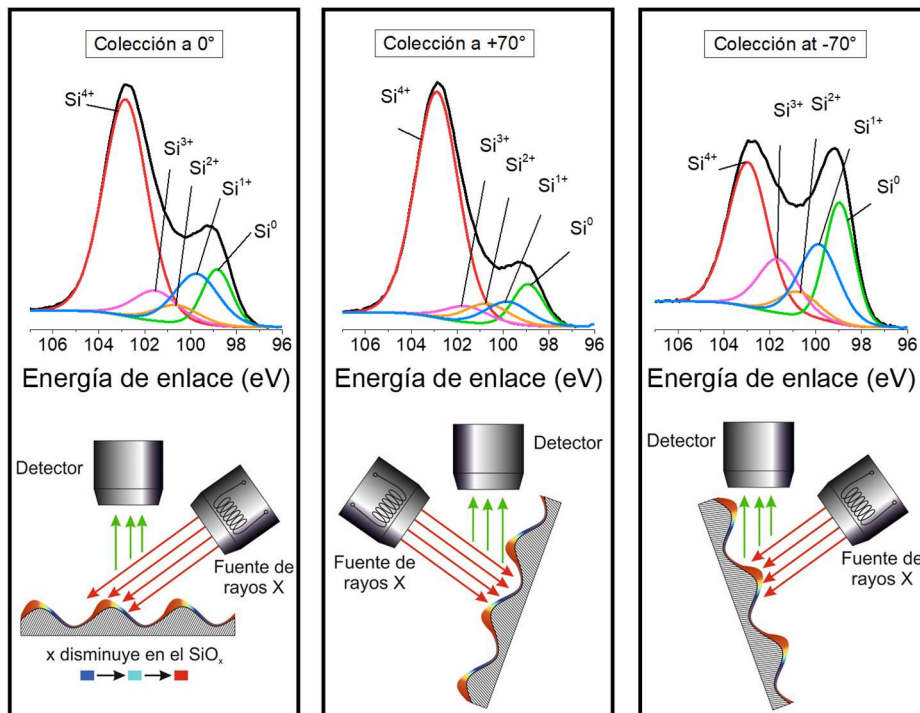 Colección a 0°
Si⁴⁺
Si³⁺
Si²⁺
Si¹⁺
Si⁰
104 102 100 98 96
Energía de enlace (eV)
Detector
Fuente de
rayos X
x disminuye en el SiOₓ
Colección a +70°
Si⁴⁺
Si³⁺
Si²⁺
Si¹⁺
Si⁰
104 102 100 98 96
Energía de enlace (eV)
Detector
Fuente de
rayos X
Colección at -70°
Si²⁺
Si³⁺
Si¹⁺
Si⁴⁺
Si⁰
106 104 102 100 98 96
Energía de enlace (eV)
Detector
Fuente de
rayos X